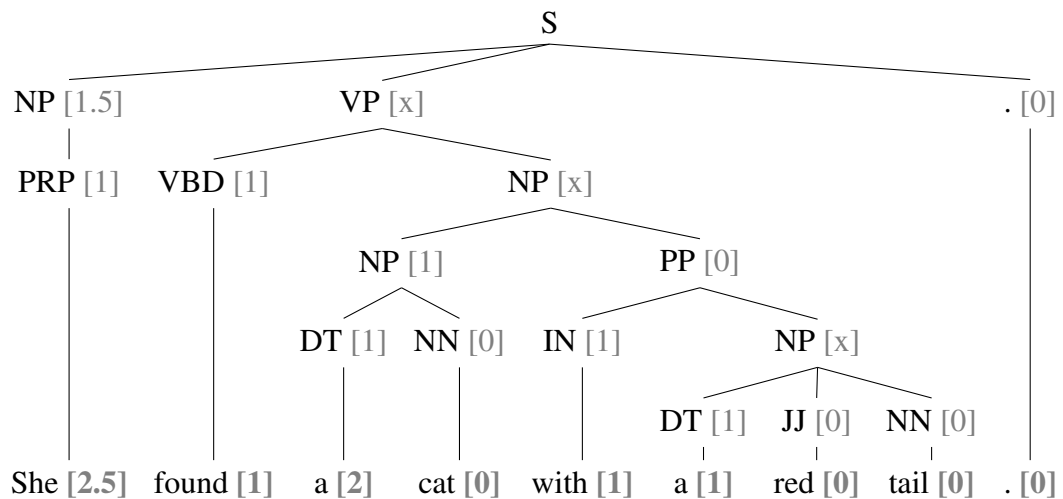 S
NP [1.5] VP [x] . [0]
PRP [1] VBD [1] NP [x]
NP [1] PP [0]
DT [1] NN [0] IN [1] NP [x]
DT [1] JJ [0] NN [0]
She [2.5] found [1] a [2] cat [0] with [1] a [1] red [0] tail [0] . [0]